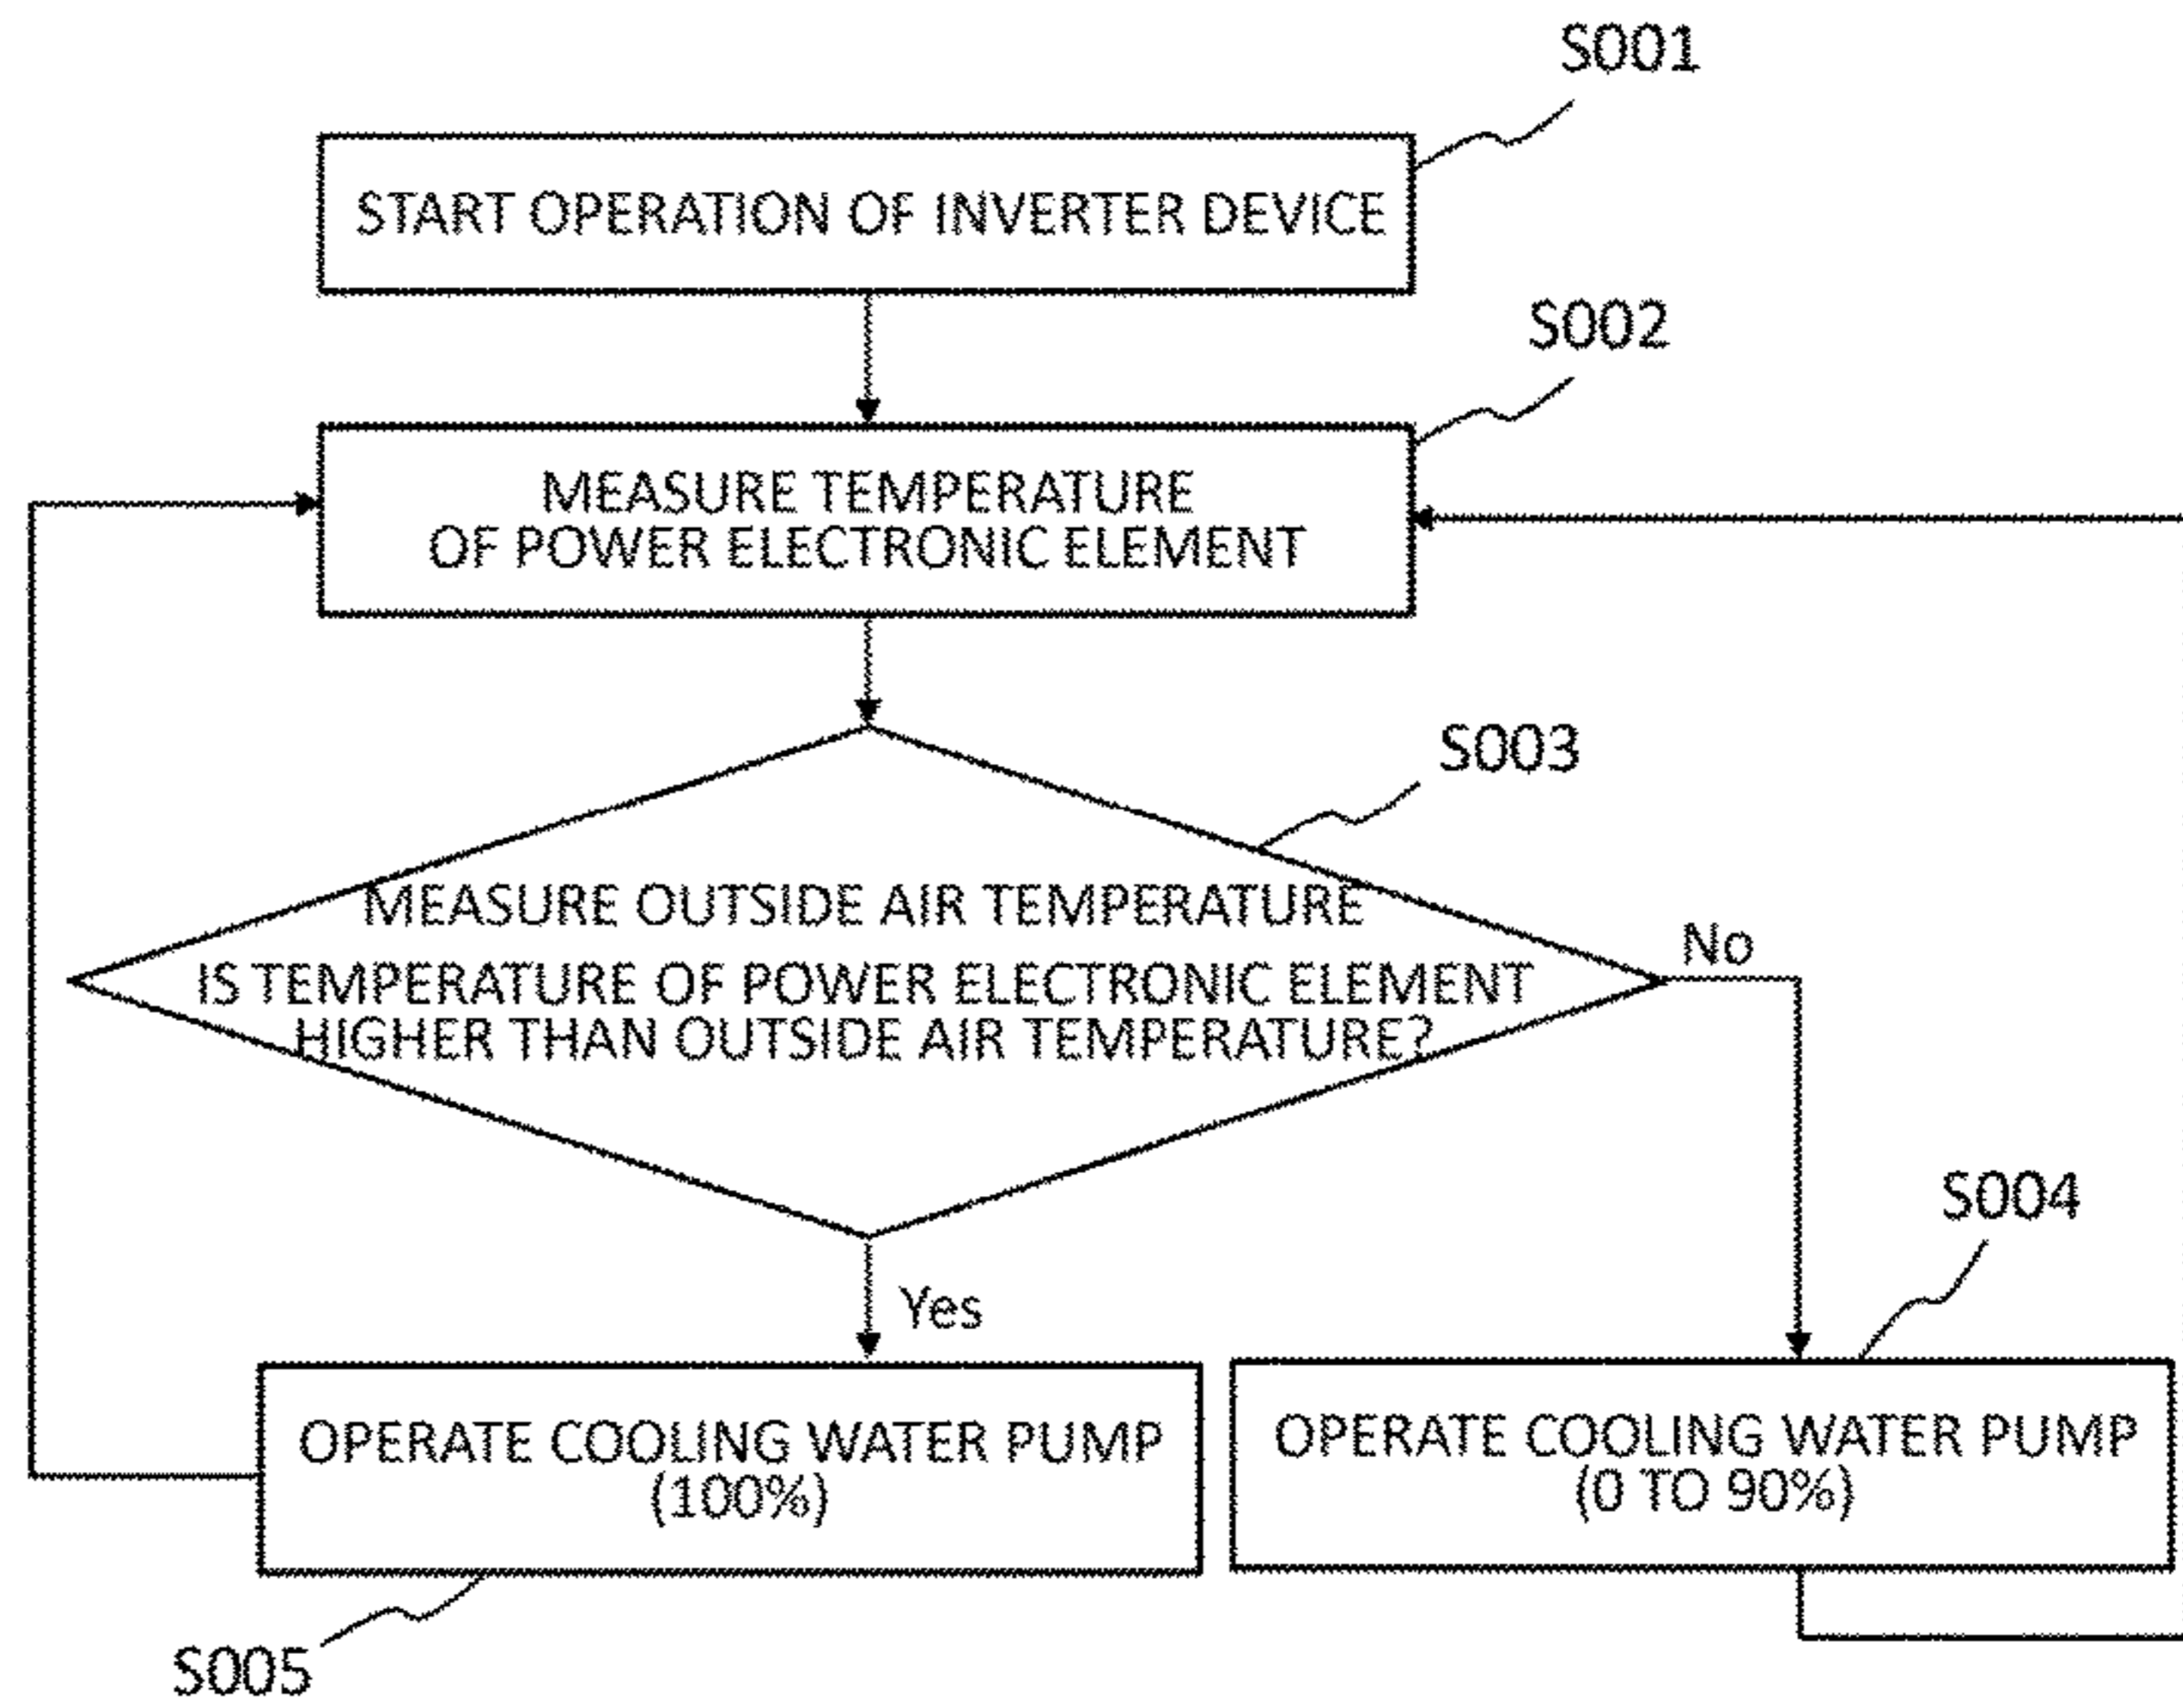 S001
START OPERATION OF INVERTER DEVICE
S002
MEASURE TEMPERATURE
OF POWER ELECTRONIC ELEMENT
S003
MEASURE OUTSIDE AIR TEMPERATURE
No
IS TEMPERATURE OF POWER ELECTRONIC ELEMENT
HIGHER THAN OUTSIDE AIR TEMPERATURE?
S004
Yes
OPERATE COOLING WATER PUMP
(100%)
OPERATE COOLING WATER PUMP
(0 TO 90%)
S005